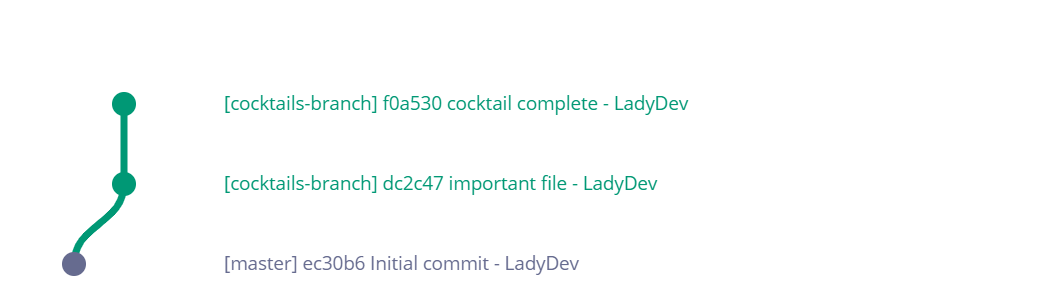 [cocktails-branch] f0a530 cocktail complete - LadyDev
[cocktails-branch] dc2c47 important file - LadyDev
[master] ec30b6 Initial commit - LadyDev